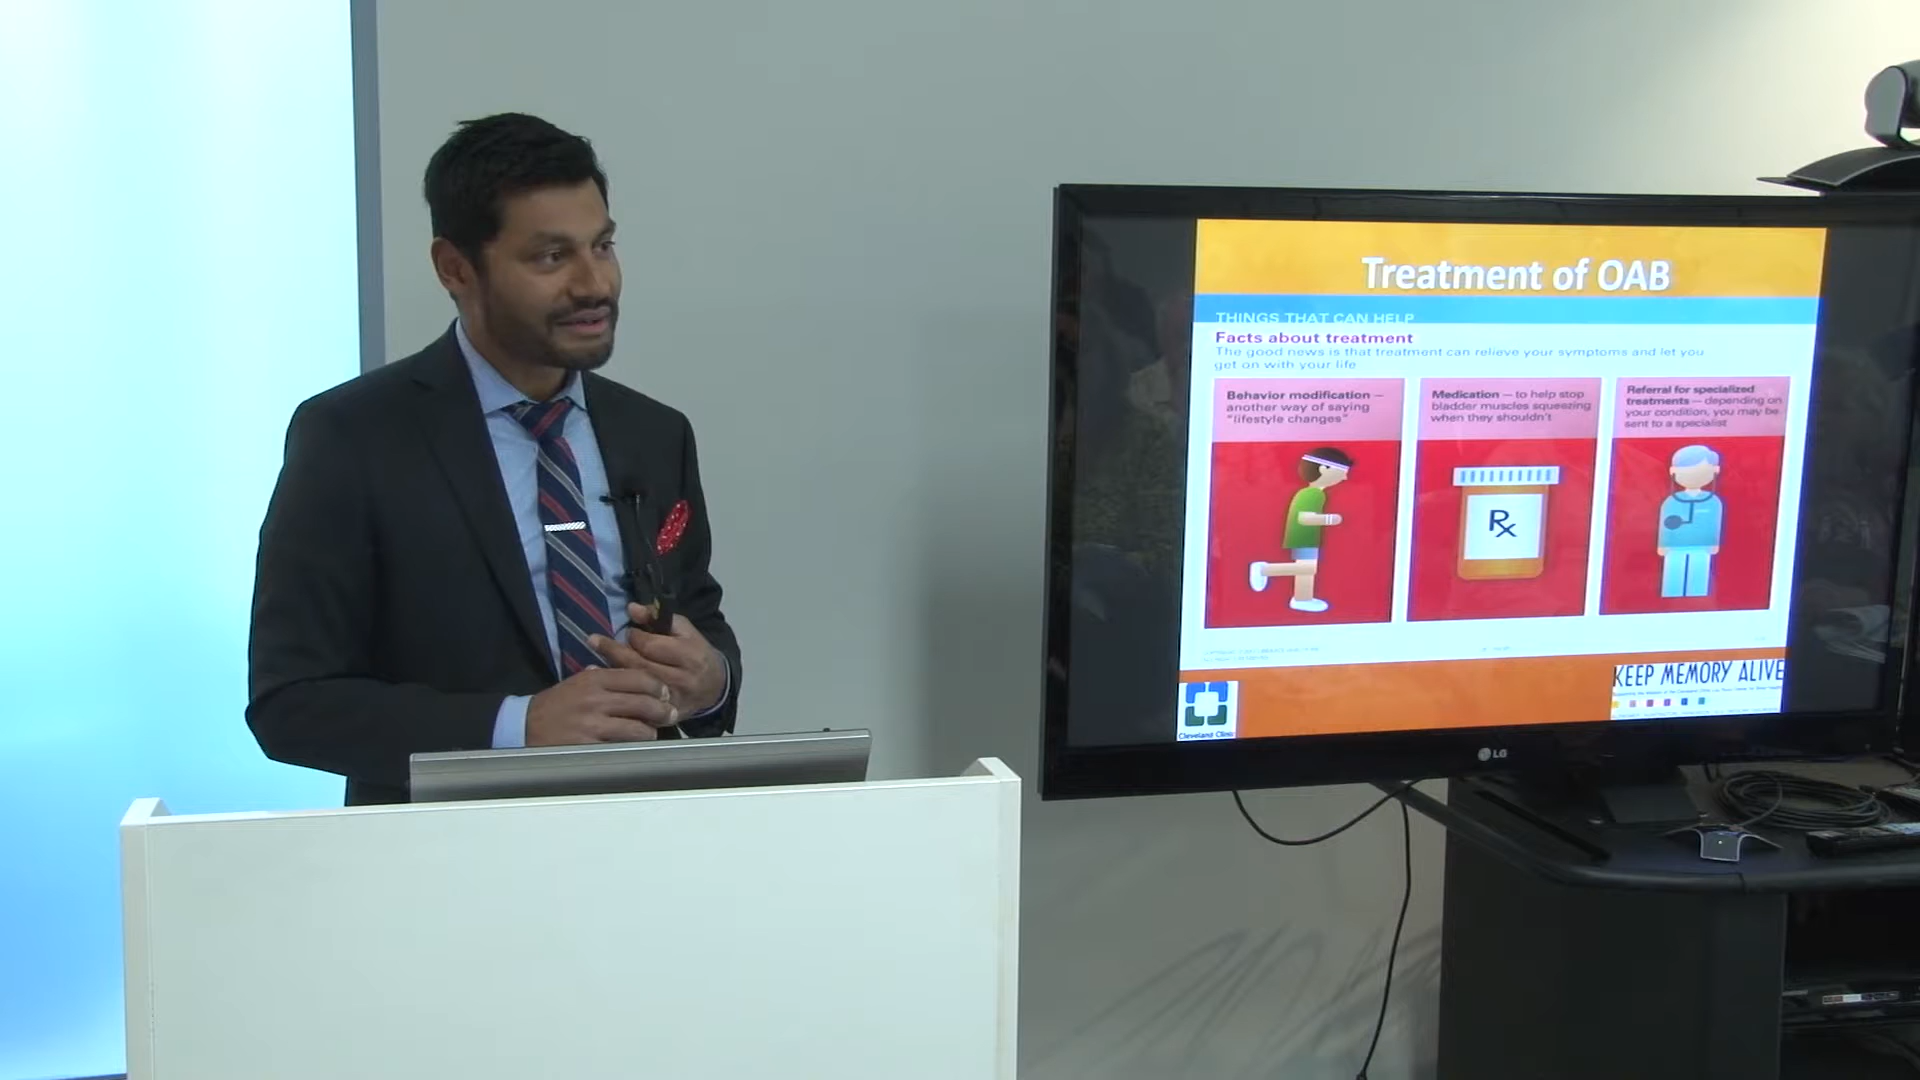 Treatment of OAB
THINGS THAT CAN HELP
Facts about treatment
The good news is that treatment can relieve your symptoms and let you
get on with your life
Behavior modification —
another way of saying
"lifestyle changes"
Medication — to help stop
bladder muscles squeezing
when they shouldn't
Referral for specialized
treatments — depending on
your condition, you may be
sent to a specialist
Rx
Cleveland Clinic
KEEP MEMORY ALIVE
LG